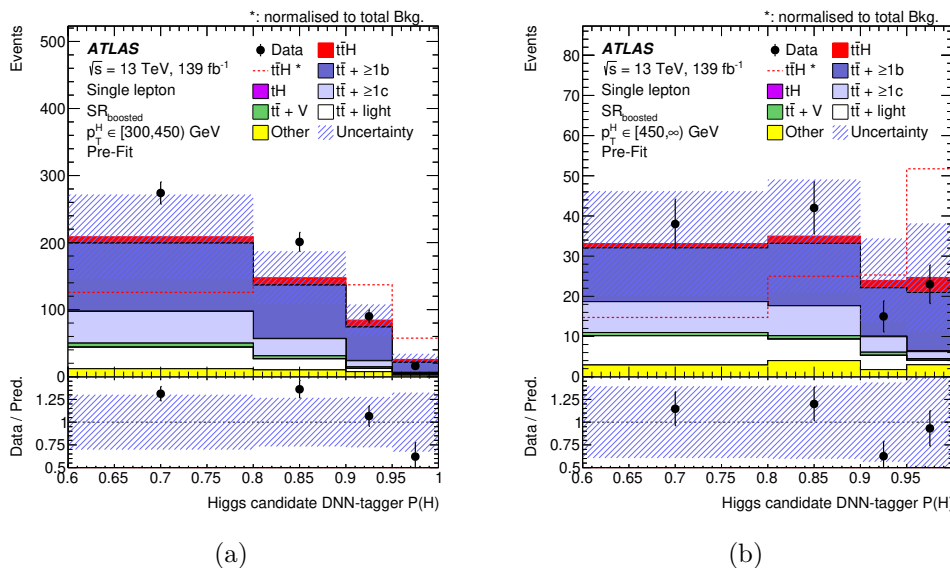 *: normalised to total Bkg.
Events
500
400
300
200
100
0
ATLAS
√s = 13 TeV, 139 fb⁻¹
Single lepton
SR_boosted
p_T^H ∈ [300,450) GeV
Pre-Fit
Data
tt̄H
tt̄H *
tt̄ + ≥1b
tH
tt̄ + ≥1c
tt̄ + V
tt̄ + light
Other
Uncertainty
Data / Pred.
1.25
1
0.75
0.5
0.6 0.65 0.7 0.75 0.8 0.85 0.9 0.95 1
Higgs candidate DNN-tagger P(H)
(a)
*: normalised to total Bkg.
Events
80
70
60
50
40
30
20
10
0
ATLAS
√s = 13 TeV, 139 fb⁻¹
Single lepton
SR_boosted
p_T^H ∈ [450,∞) GeV
Pre-Fit
Data
tt̄H
tt̄H *
tt̄ + ≥1b
tH
tt̄ + ≥1c
tt̄ + V
tt̄ + light
Other
Uncertainty
Data / Pred.
1.25
1
0.75
0.5
0.6 0.65 0.7 0.75 0.8 0.85 0.9 0.95 1
Higgs candidate DNN-tagger P(H)
(b)